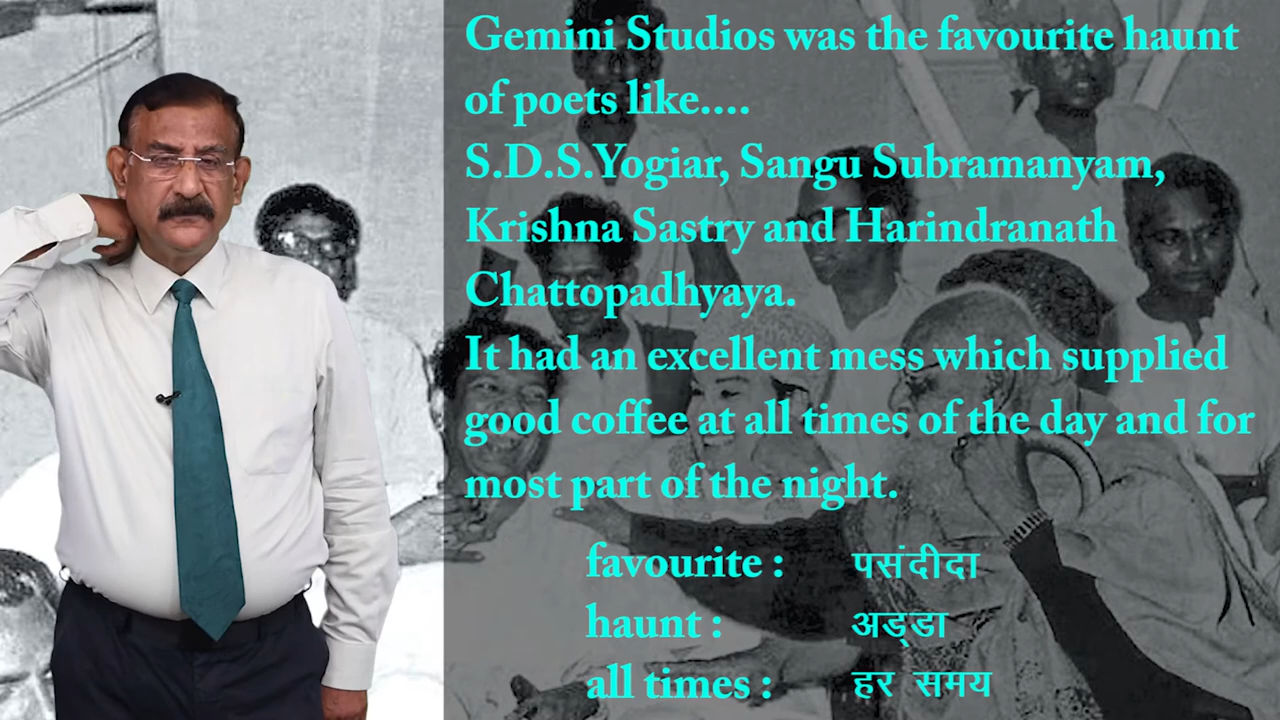 Gemini Studios was the favourite haunt
of poets like....
S.D.S.Yogiar, Sangu Subramanyam,
Krishna Sastry and Harindranath
Chattopadhyaya.
It had an excellent mess which supplied
good coffee at all times of the day and for
most part of the night.
favourite : पसंदीदा
haunt : अड्डा
all times : हर समय